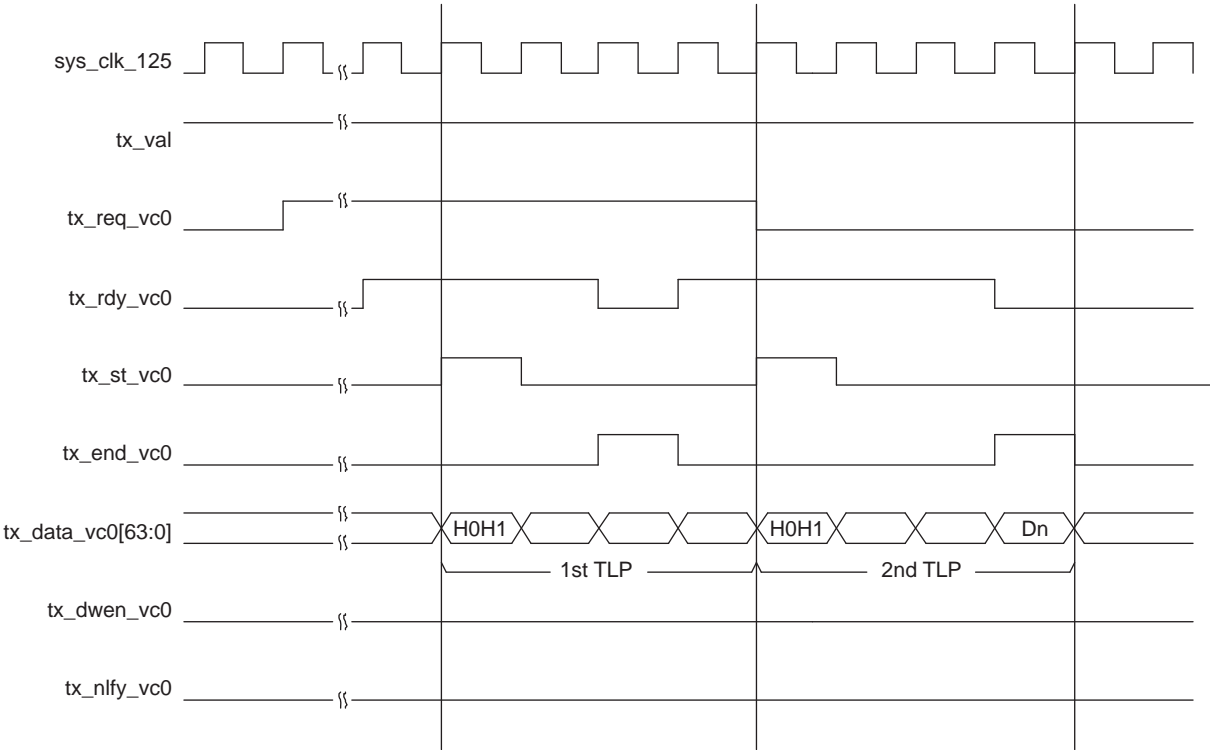 sys_clk_125
tx_val
tx_req_vc0
tx_rdy_vc0
tx_st_vc0
tx_end_vc0
tx_data_vc0[63:0] H0H1 H0H1 Dn
1st TLP 2nd TLP
tx_dwen_vc0
tx_nlfy_vc0